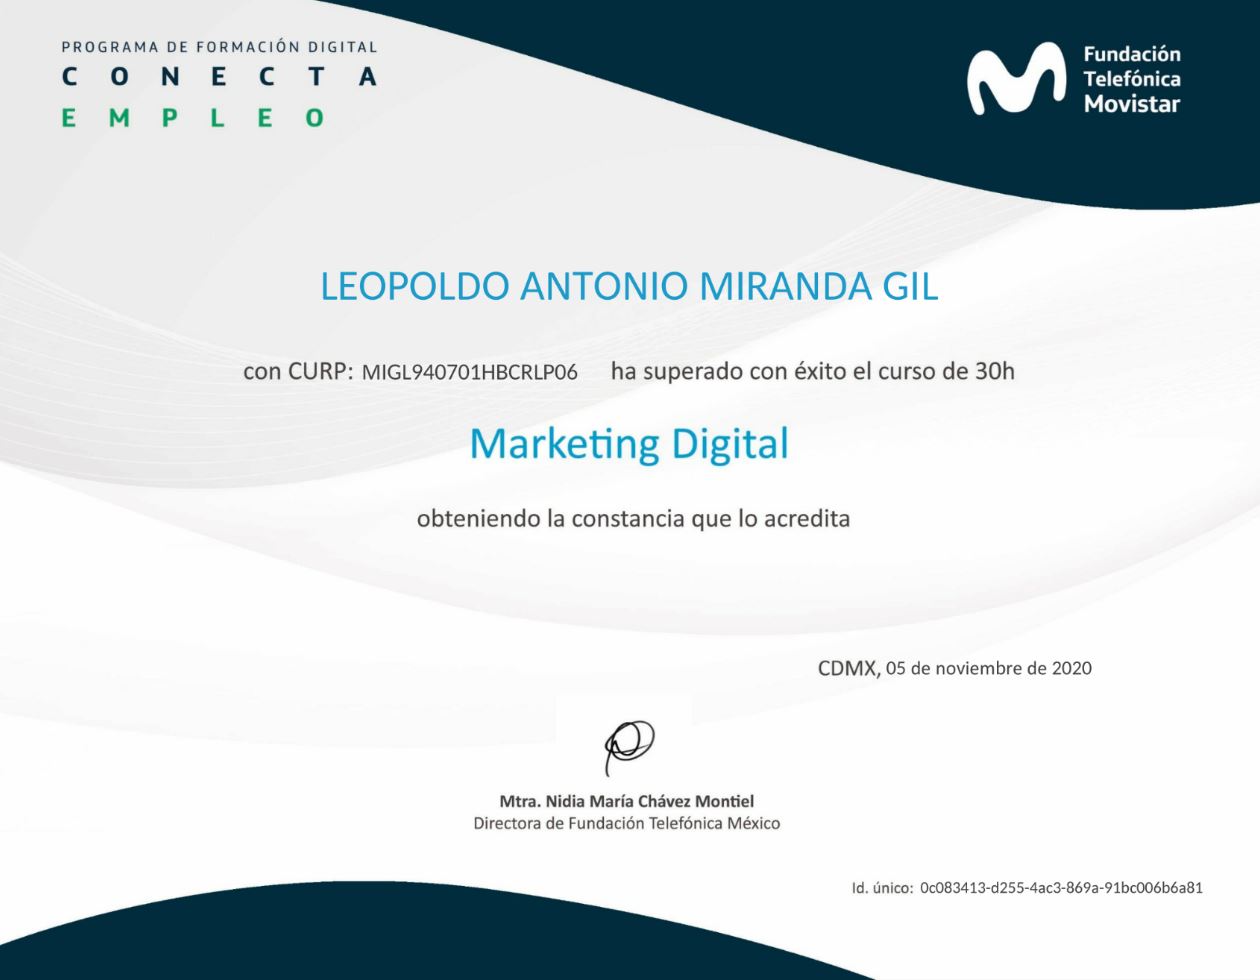 PROGRAMA DE FORMACIÓN DIGITAL
CONECTA
EMPLEO
Fundación
Telefónica
Movistar
LEOPOLDO ANTONIO MIRANDA GIL
con CURP: MIGL940701HBCRLP06 ha superado con éxito el curso de 30h
Marketing Digital
obteniendo la constancia que lo acredita
CDMX, 05 de noviembre de 2020
Mtra. Nidia María Chávez Montiel
Directora de Fundación Telefónica México
Id. único: 0c083413-d255-4ac3-869a-91bc006b6a81